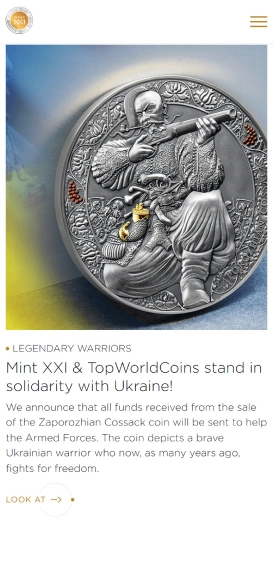 LEGENDARY WARRIORS
Mint XXI & TopWorldCoins stand in
solidarity with Ukraine!
We announce that all funds received from the sale
of the Zaporozhian Cossack coin will be sent to help
the Armed Forces. The coin depicts a brave
Ukrainian warrior who now, as many years ago,
fights for freedom.
LOOK AT